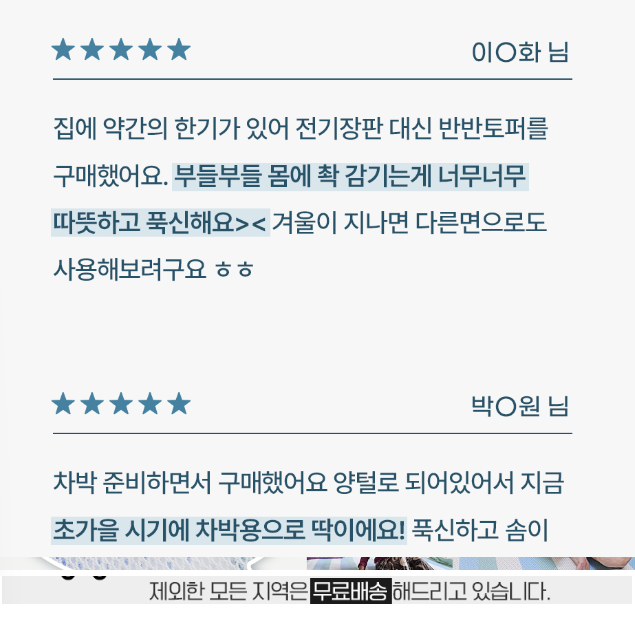 ★★★★★ 이○화 님
집에 약간의 한기가 있어 전기장판 대신 반반토퍼를
구매했어요. 부들부들 몸에 촥 감기는게 너무너무
따뜻하고 푹신해요>< 겨울이 지나면 다른면으로도
사용해보려구요 ㅎㅎ
★★★★★ 박○원 님
차박 준비하면서 구매했어요 양털로 되어있어서 지금
초가을 시기에 차박용으로 딱이에요! 푹신하고 솜이
제외한 모든 지역은 무료배송 해드리고 있습니다.